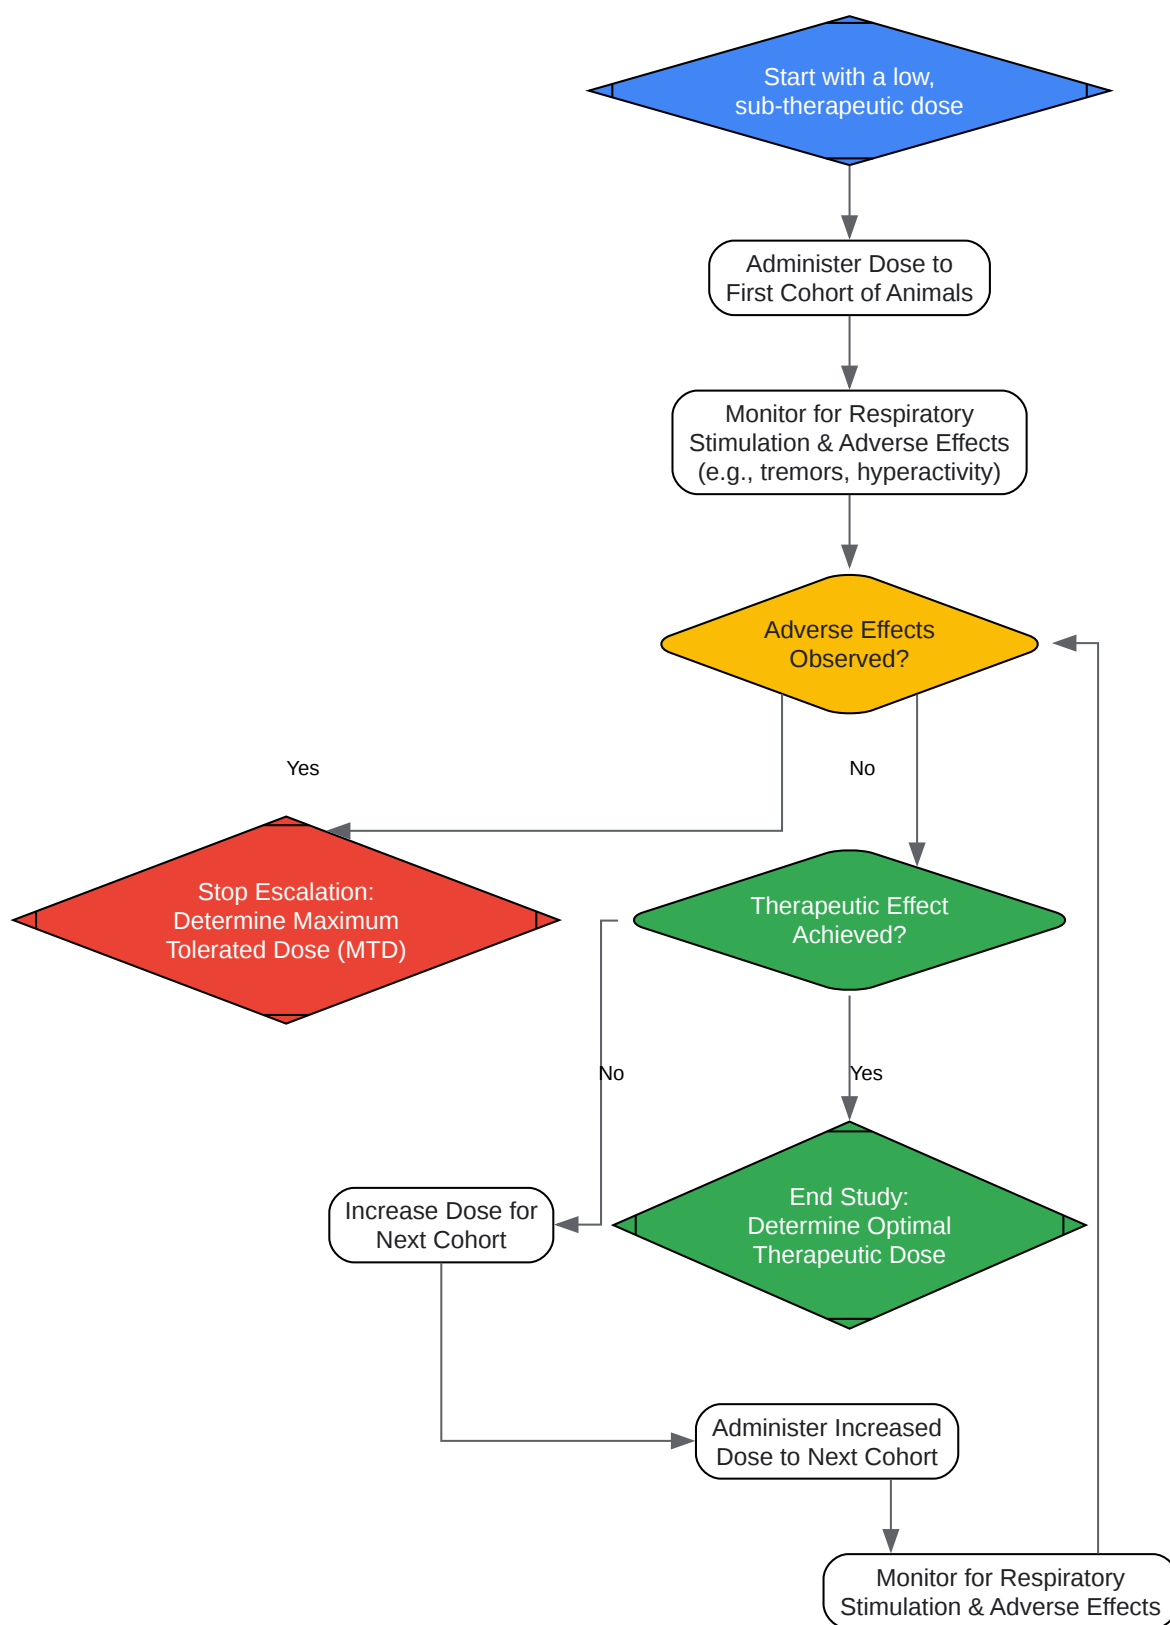 Start with a low,
sub-therapeutic dose
Administer Dose to
First Cohort of Animals
Monitor for Respiratory
Stimulation & Adverse Effects
(e.g., tremors, hyperactivity)
Adverse Effects
Observed?
Yes
No
Stop Escalation:
Determine Maximum
Tolerated Dose (MTD)
Therapeutic Effect
Achieved?
No
Yes
Increase Dose for
Next Cohort
End Study:
Determine Optimal
Therapeutic Dose
Administer Increased
Dose to Next Cohort
Monitor for Respiratory
Stimulation & Adverse Effects